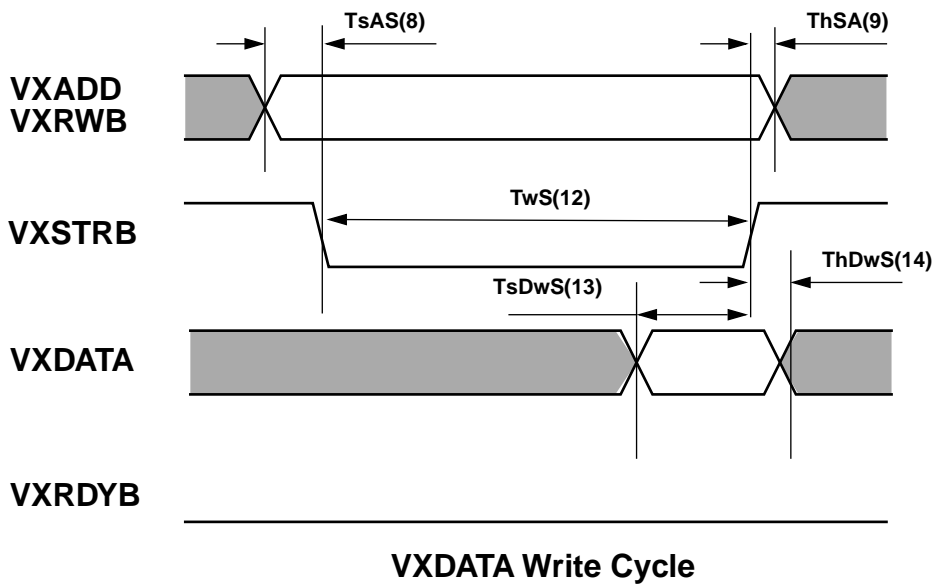 TsAS(8)
ThSA(9)
VXADD
VXRWB
TwS(12)
VXSTRB
ThDwS(14)
TsDwS(13)
VXDATA
VXRDYB
VXDATA Write Cycle